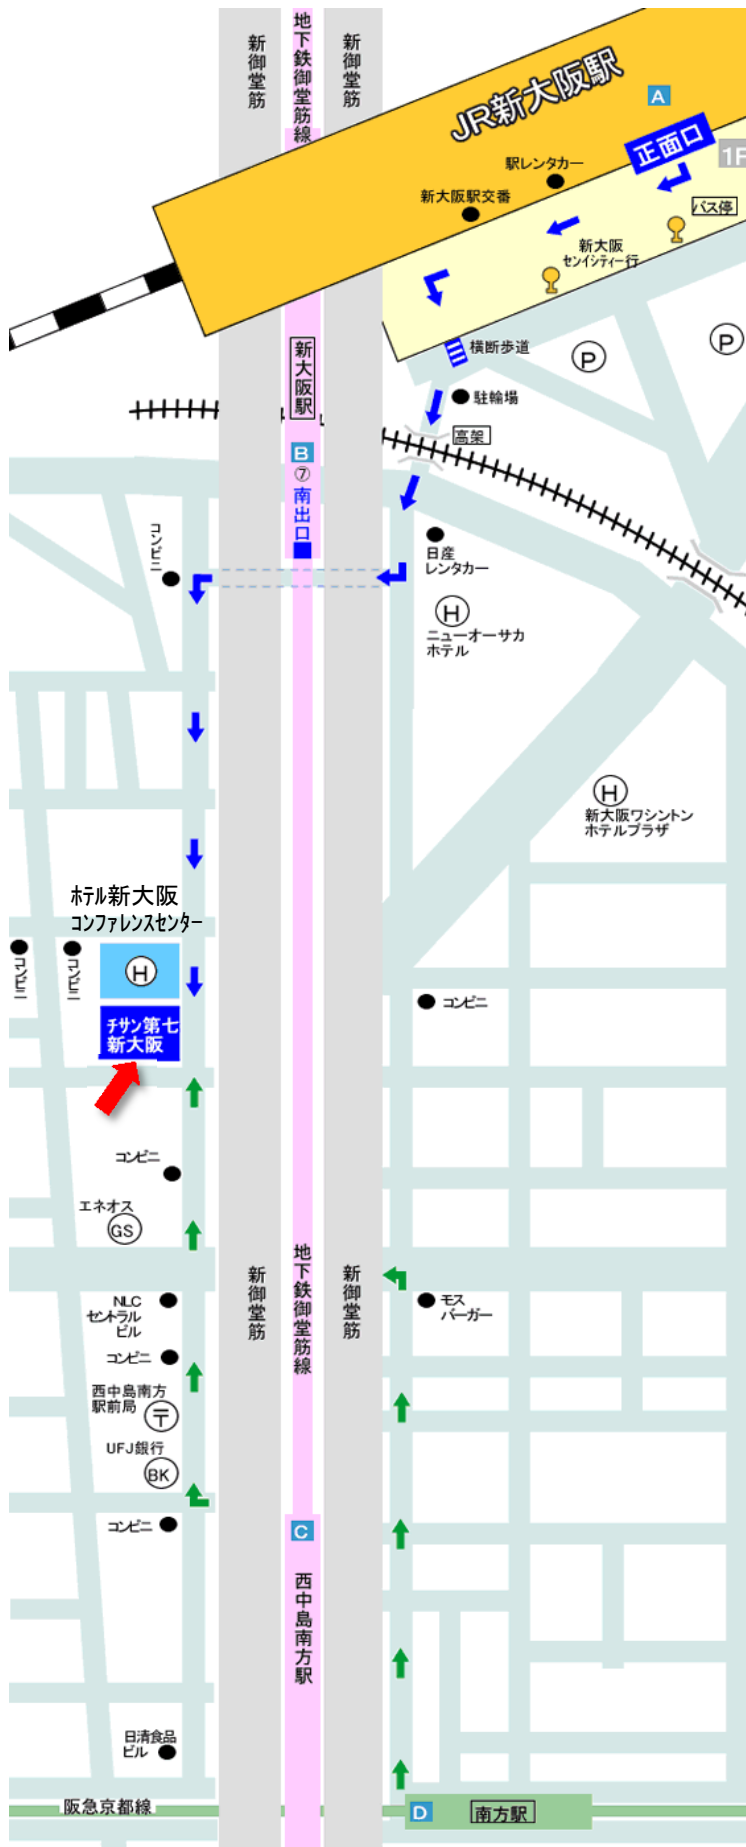 新御堂筋
地下鉄御堂筋線
新御堂筋
JR新大阪駅
A
正面口
1F
駅レンタカー
新大阪駅交番
バス停
新大阪
センイシティー行
横断歩道
P
P
新大阪駅
駐輪場
高架
B
⑦南出口
コンビニ
日産
レンタカー
H
ニューオーサカ
ホテル
H
新大阪ワシントン
ホテルプラザ
ホテル新大阪
コンファレンスセンター
コンビニ
コンビニ
H
コンビニ
チサン第七
新大阪
コンビニ
エネオス
GS
新御堂筋
地下鉄御堂筋線
新御堂筋
NLC
セントラル
ビル
モス
バーガー
コンビニ
西中島南方
駅前局
〒
UFJ銀行
BK
コンビニ
C
西中島南方駅
日清食品
ビル
阪急京都線
D
南方駅